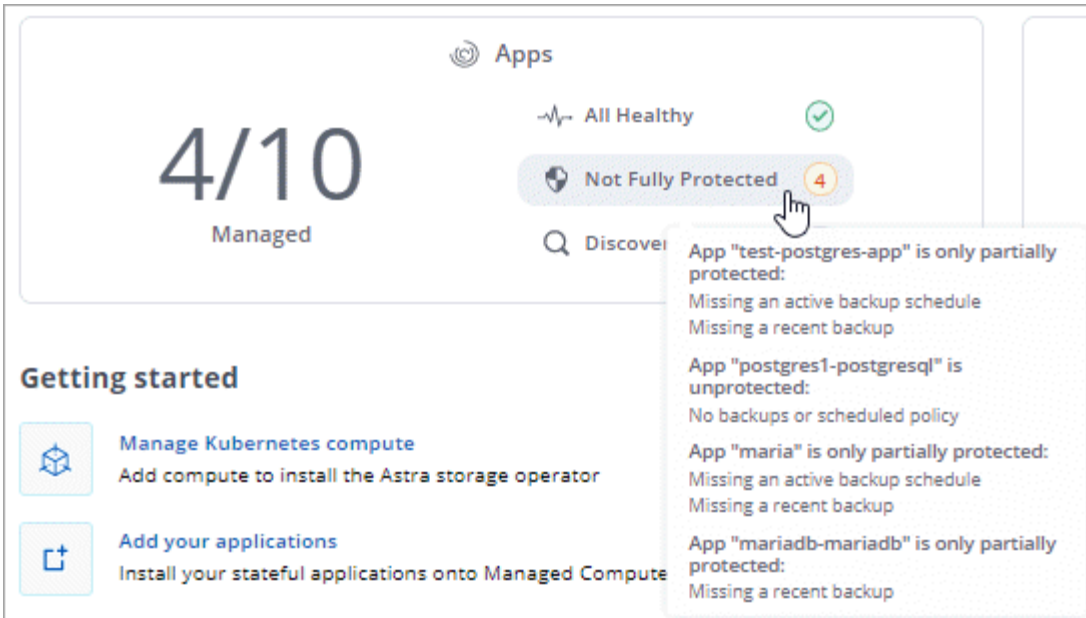 Apps
4/10
Managed
All Healthy
Not Fully Protected 4
Discover
App "test-postgres-app" is only partially
protected:
Missing an active backup schedule
Missing a recent backup
App "postgres1-postgresql" is
unprotected:
No backups or scheduled policy
App "maria" is only partially protected:
Missing an active backup schedule
Missing a recent backup
App "mariadb-mariadb" is only partially
protected:
Missing a recent backup
Getting started
Manage Kubernetes compute
Add compute to install the Astra storage operator
Add your applications
Install your stateful applications onto Managed Compute